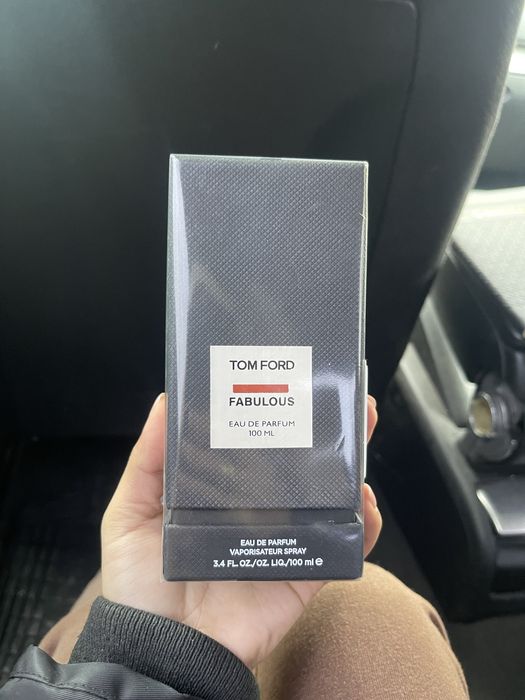 TOM FORD
FABULOUS
EAU DE PARFUM
100 ML
EAU DE PARFUM
VAPORISATEUR SPRAY
3.4 FL. OZ./OZ. LIQ./100 ml ℮